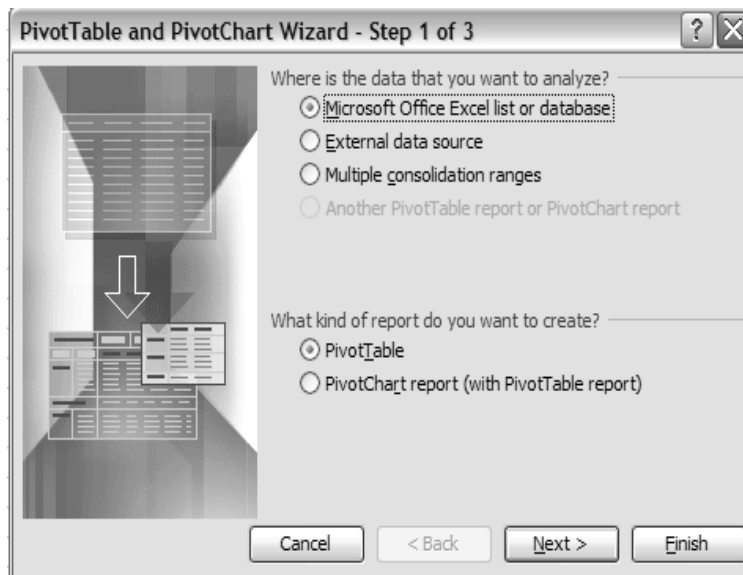 PivotTable and PivotChart Wizard - Step 1 of 3
?
Where is the data that you want to analyze?
Microsoft Office Excel list or database
External data source
Multiple consolidation ranges
Another PivotTable report or PivotChart report
What kind of report do you want to create?
PivotTable
PivotChart report (with PivotTable report)
Cancel
< Back
Next >
Finish